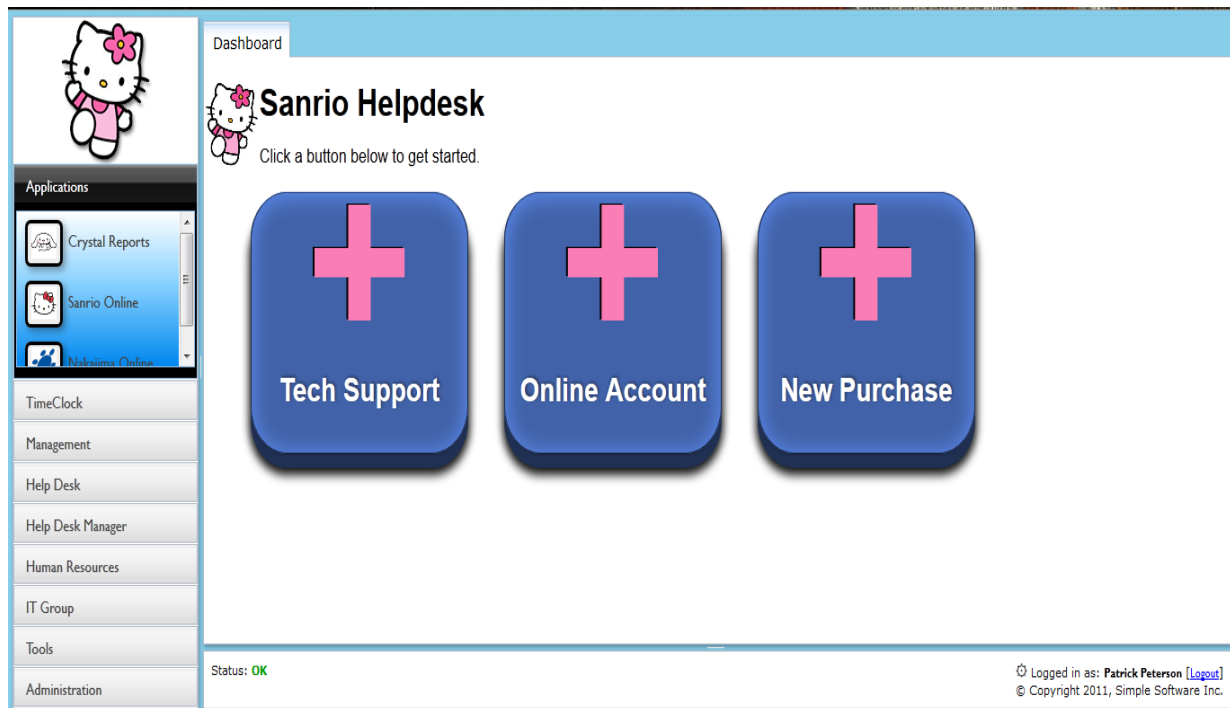 Dashboard
Sanrio Helpdesk
Click a button below to get started.
Applications
Crystal Reports
Sanrio Online
Nakajima Online
TimeClock
Management
Help Desk
Help Desk Manager
Human Resources
IT Group
Tools
Administration
Tech Support
Online Account
New Purchase
Status: OK
Logged in as: Patrick Peterson [Logout]
© Copyright 2011, Simple Software Inc.